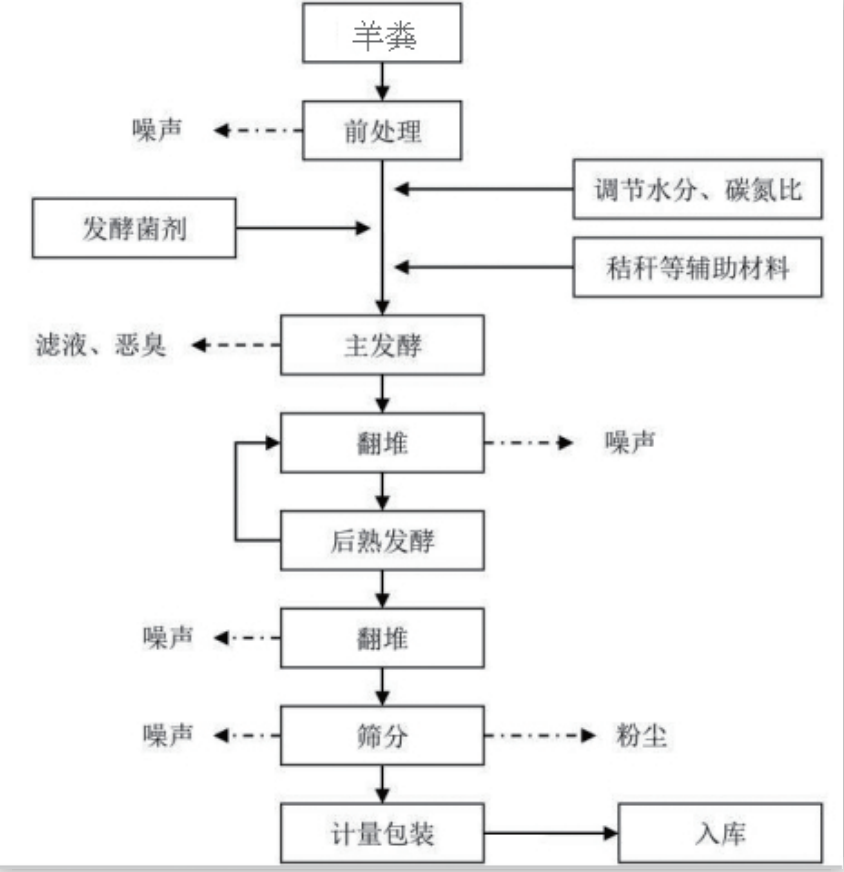 羊粪
噪声
前处理
调节水分、碳氮比
发酵菌剂
秸秆等辅助材料
滤液、恶臭
主发酵
翻堆
噪声
后熟发酵
噪声
翻堆
噪声
筛分
粉尘
计量包装
入库